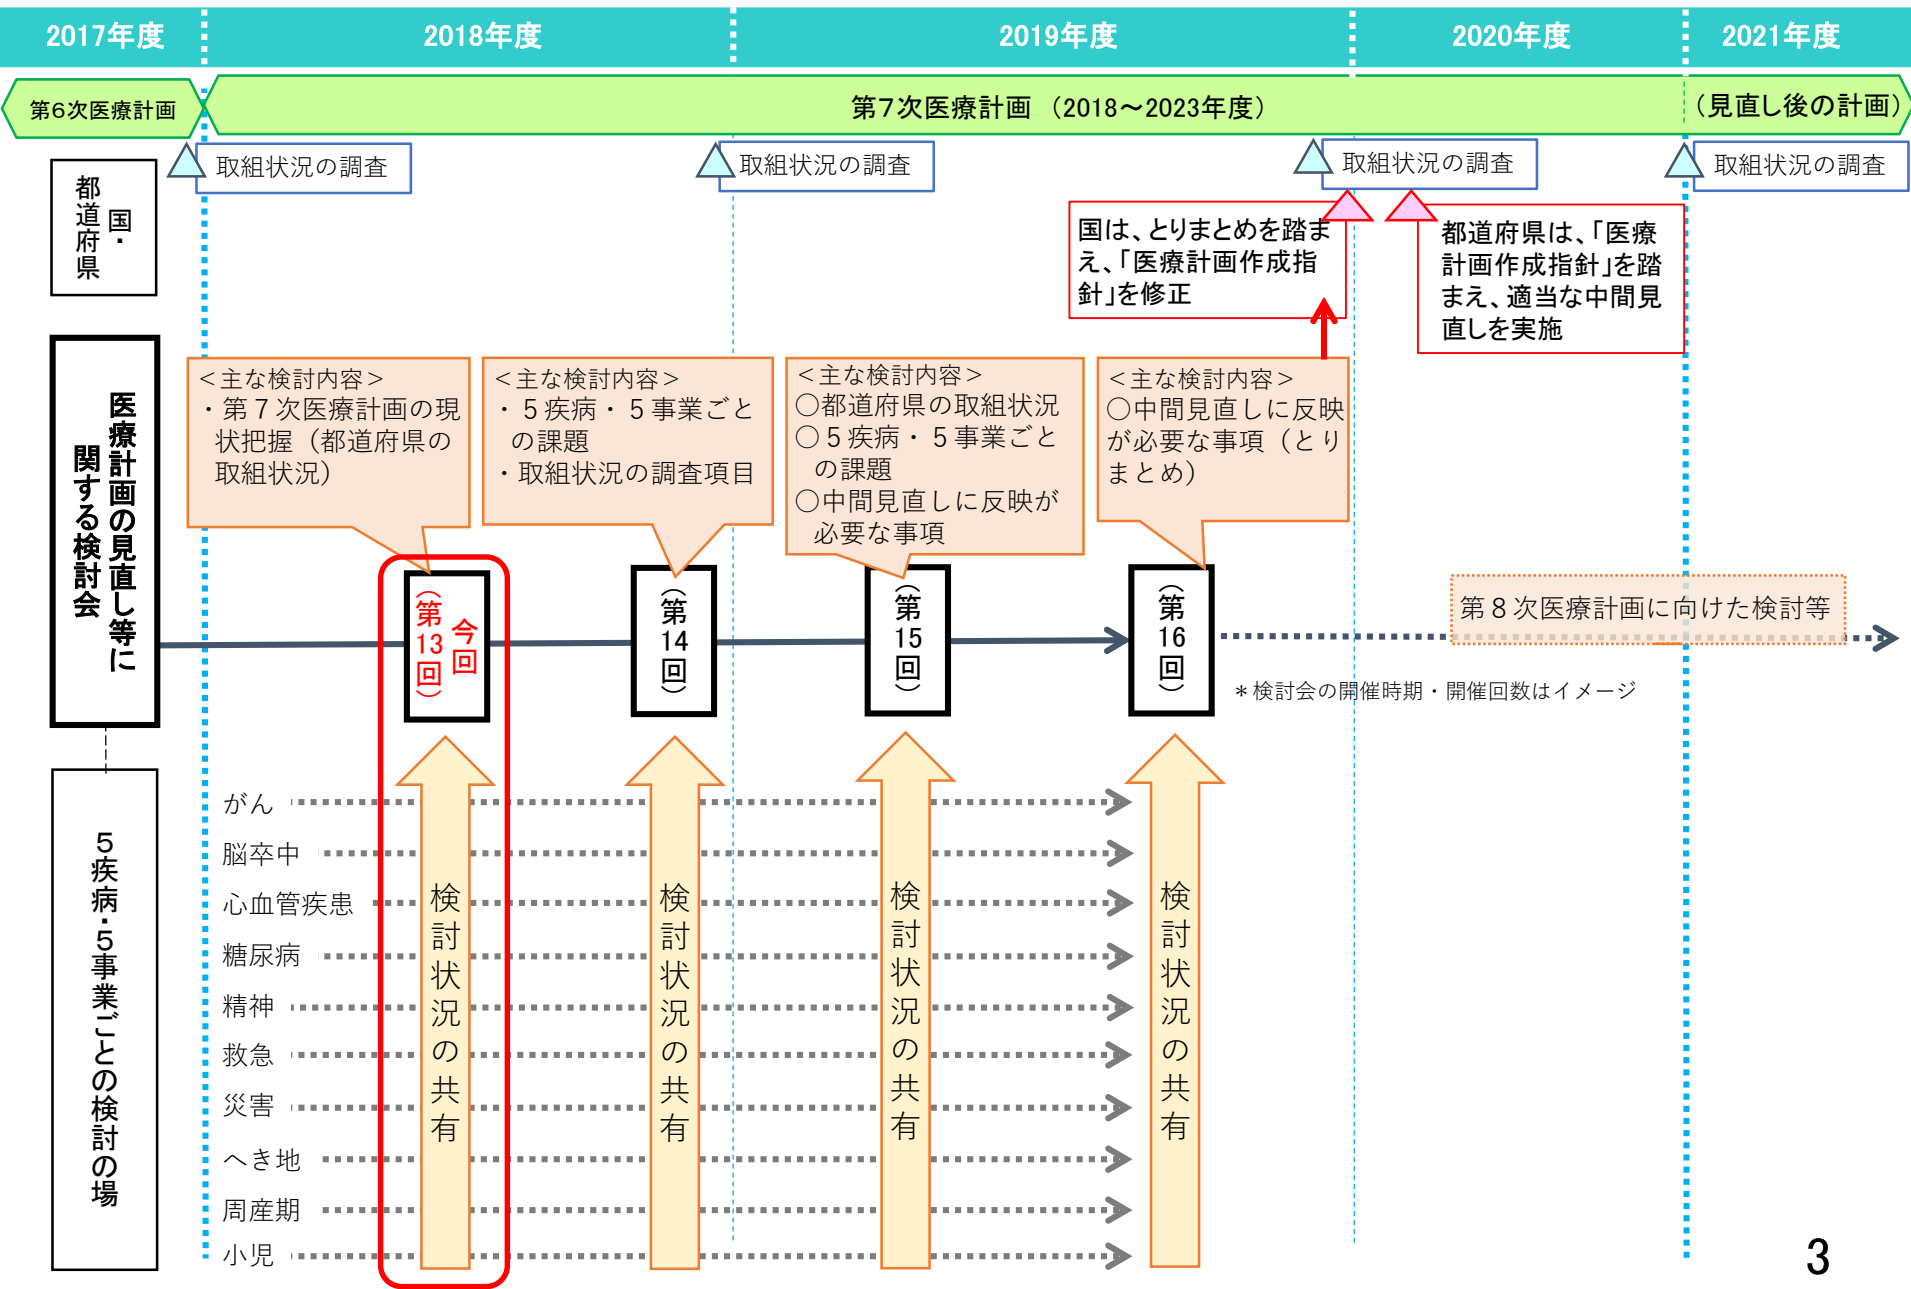 2017年度
2018年度
2019年度
2020年度
2021年度
第6次医療計画
第7次医療計画 (2018～2023年度)
(見直し後の計画)
取組状況の調査
取組状況の調査
取組状況の調査
取組状況の調査
国・
都道府県
国は、とりまとめを踏ま
え、「医療計画作成指
針」を修正
都道府県は、「医療
計画作成指針」を踏
まえ、適当な中間見
直しを実施
医療計画の見直し等に
関する検討会
＜主な検討内容＞
・第７次医療計画の現
状把握（都道府県の
取組状況）
＜主な検討内容＞
・５疾病・５事業ごと
の課題
・取組状況の調査項目
＜主な検討内容＞
○都道府県の取組状況
○５疾病・５事業ごと
の課題
○中間見直しに反映が
必要な事項
＜主な検討内容＞
○中間見直しに反映
が必要な事項（とり
まとめ）
今回
（第13回）
（第14回）
（第15回）
（第16回）
第８次医療計画に向けた検討等
＊検討会の開催時期・開催回数はイメージ
５疾病・５事業ごとの検討の場
がん
脳卒中
心血管疾患
糖尿病
精神
救急
災害
へき地
周産期
小児
検討状況の共有
検討状況の共有
検討状況の共有
検討状況の共有
3